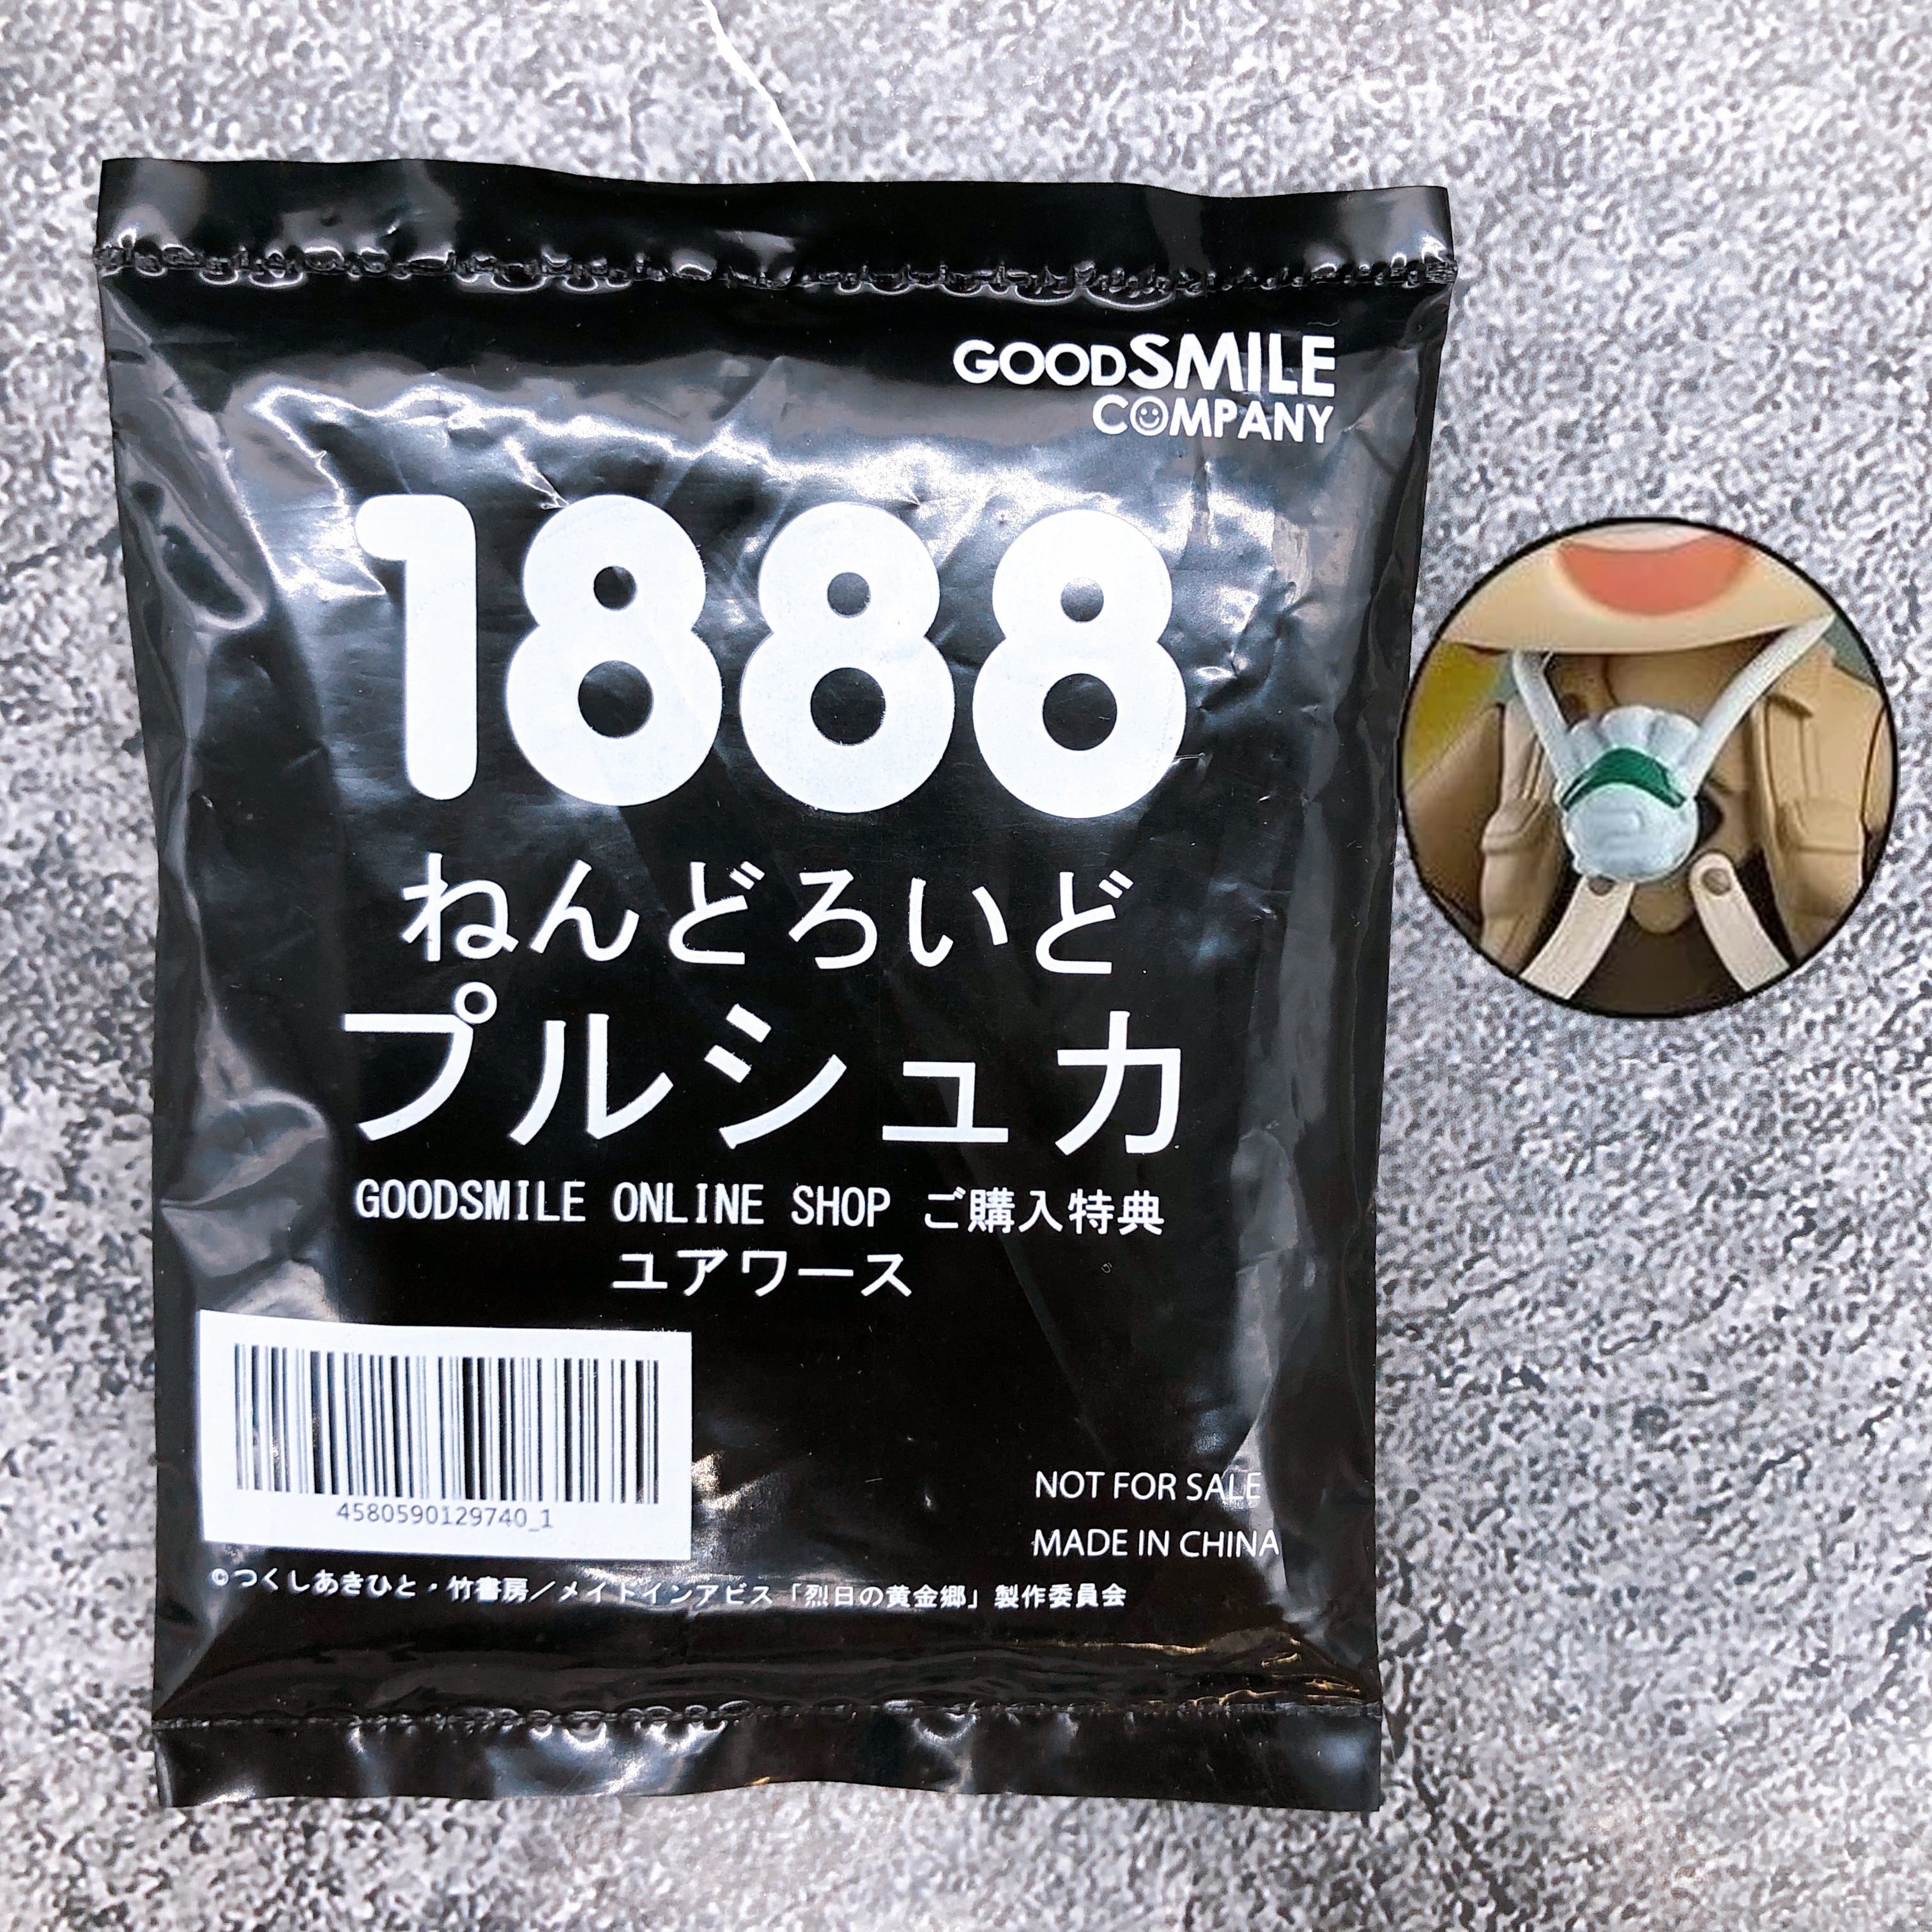 GOODSMILE
COMPANY
1888
ねんどろいど
プルシュカ
GOODSMILE ONLINE SHOP ご購入特典
ユアワース
4580590129740_1
NOT FOR SALE
MADE IN CHINA
©つくしあきひと・竹書房／メイドインアビス「烈日の黄金郷」製作委員会